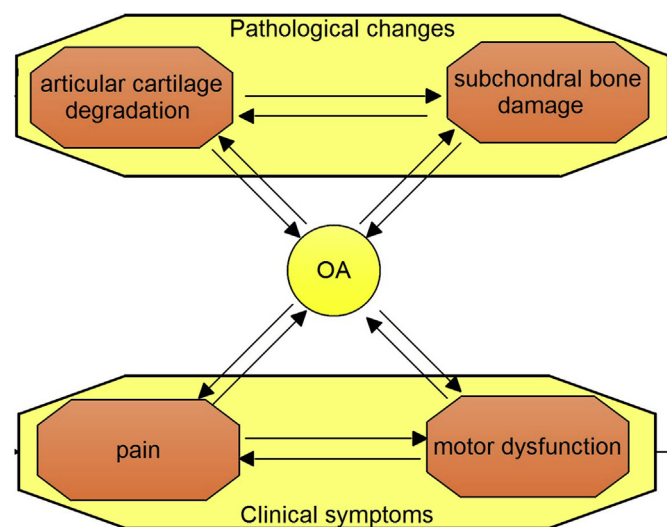 Pathological changes
articular cartilage
degradation
subchondral bone
damage
OA
pain
motor dysfunction
Clinical symptoms